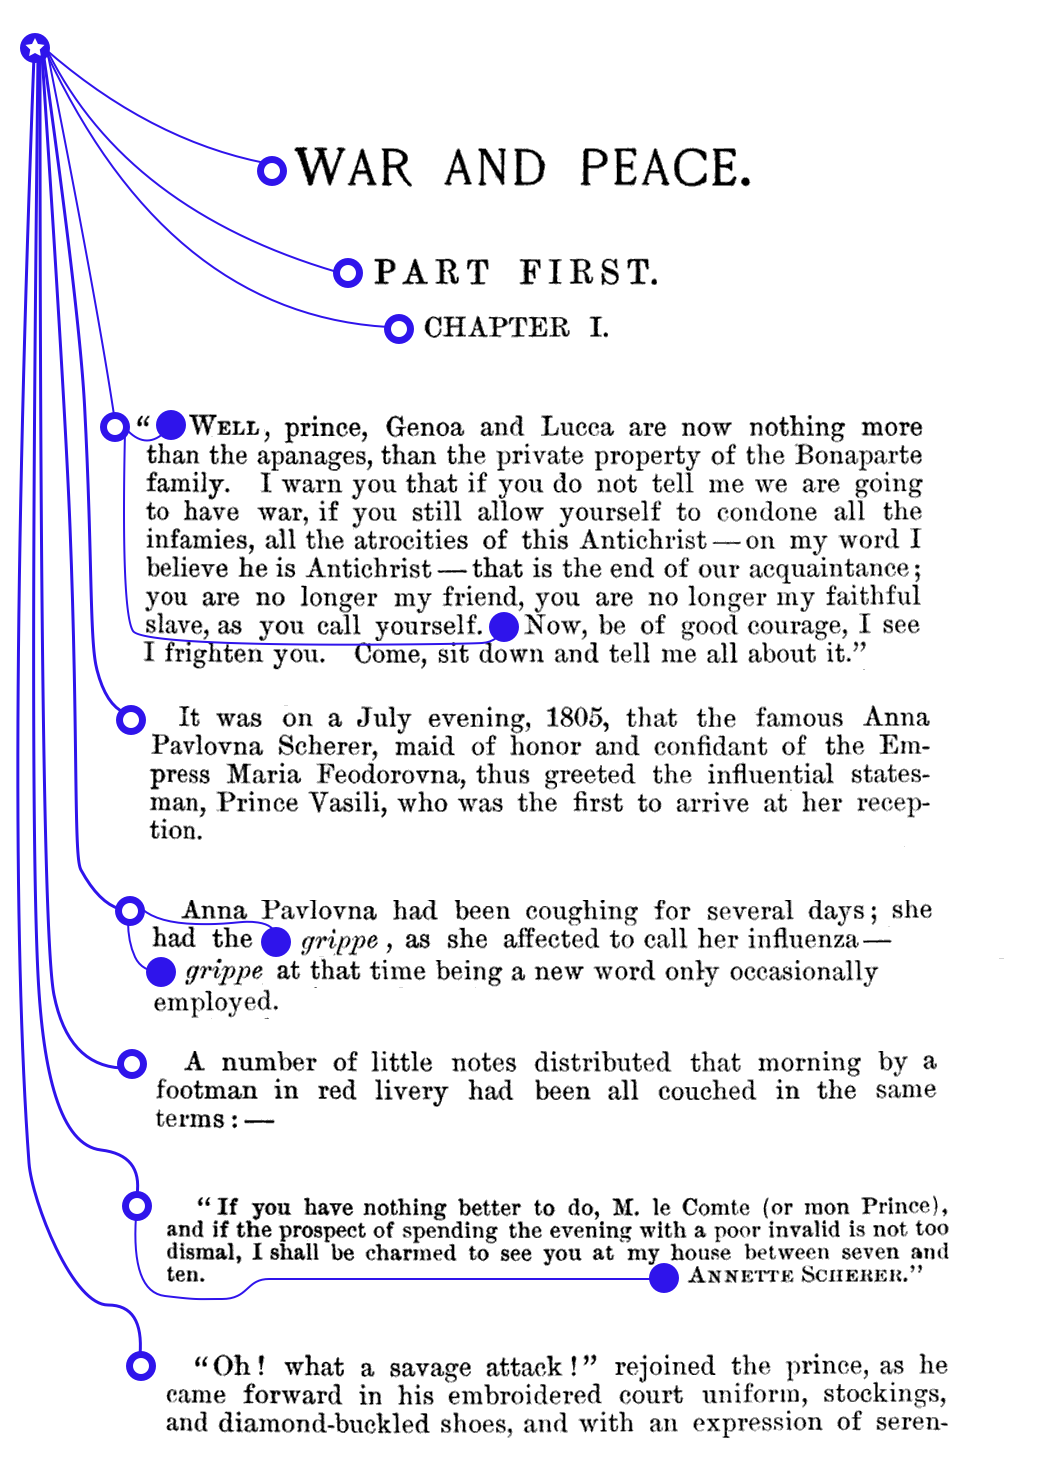 WAR AND PEACE.
PART FIRST.
CHAPTER I.
“ WELL, prince, Genoa and Lucca are now nothing more
than the apanages, than the private property of the Bonaparte
family. I warn you that if you do not tell me we are going
to have war, if you still allow yourself to condone all the
infamies, all the atrocities of this Antichrist — on my word I
believe he is Antichrist — that is the end of our acquaintance;
you are no longer my friend, you are no longer my faithful
slave, as you call yourself. Now, be of good courage, I see
I frighten you. Come, sit down and tell me all about it.”
It was on a July evening, 1805, that the famous Anna
Pavlovna Scherer, maid of honor and confidant of the Em-
press Maria Feodorovna, thus greeted the influential states-
man, Prince Vasili, who was the first to arrive at her recep-
tion.
Anna Pavlovna had been coughing for several days; she
had the grippe, as she affected to call her influenza —
grippe at that time being a new word only occasionally
employed.
A number of little notes distributed that morning by a
footman in red livery had been all couched in the same
terms: —
“If you have nothing better to do, M. le Comte (or mon Prince),
and if the prospect of spending the evening with a poor invalid is not too
dismal, I shall be charmed to see you at my house between seven and
ten. ANNETTE SCHERER.”
“Oh! what a savage attack!” rejoined the prince, as he
came forward in his embroidered court uniform, stockings,
and diamond-buckled shoes, and with an expression of seren-